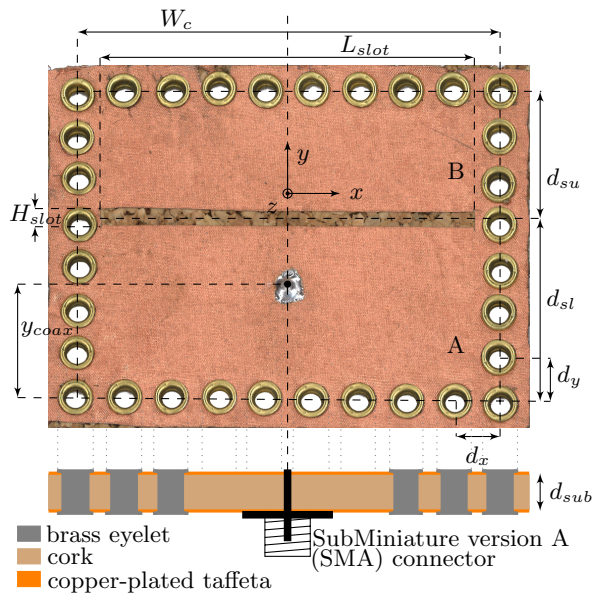 W_c
L_slot
y
B
d_su
x
z
H_slot
d_sl
y_coax
A
d_y
d_x
d_sub
brass eyelet
SubMiniature version A
cork
(SMA) connector
copper-plated taffeta